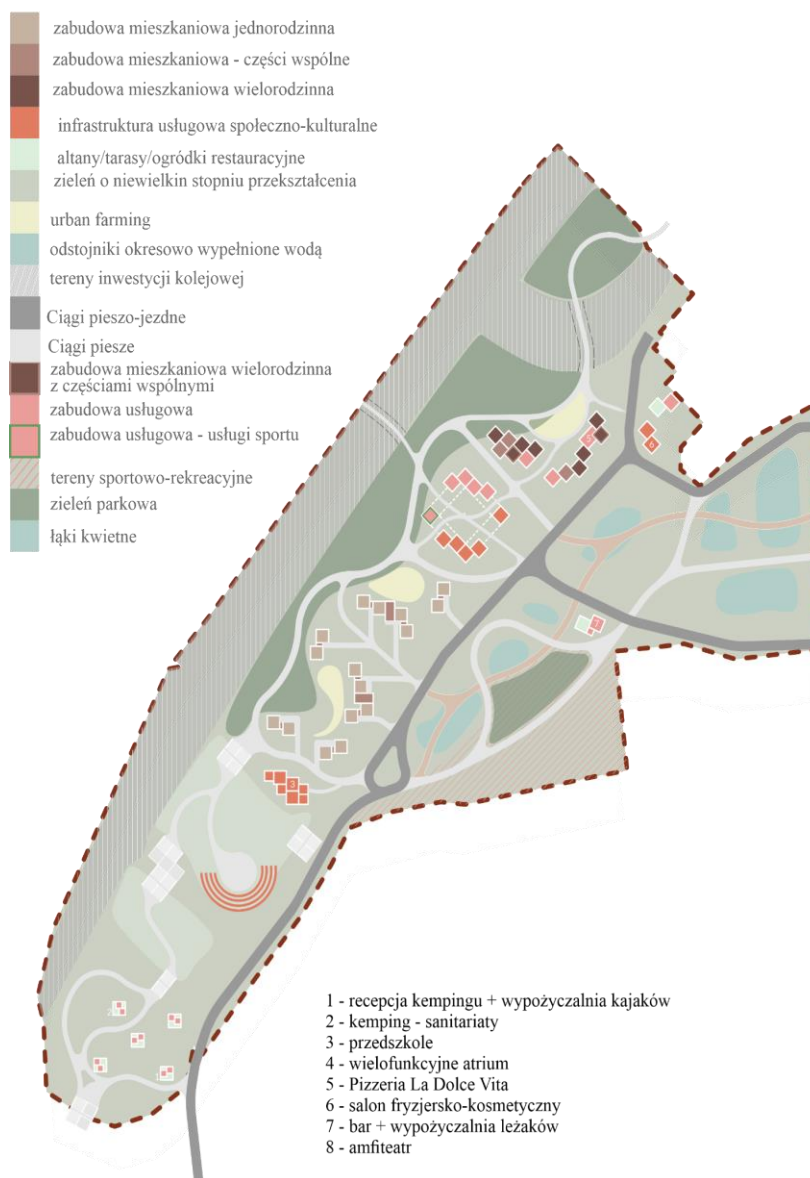 zabudowa mieszkaniowa jednorodzinna
zabudowa mieszkaniowa - części wspólne
zabudowa mieszkaniowa wielorodzinna
infrastruktura usługowa społeczno-kulturalne
altany/tarasy/ogródki restauracyjne
zieleń o niewielkin stopniu przekształcenia
urban farming
odstojniki okresowo wypełnione wodą
tereny inwestycji kolejowej
Ciągi pieszo-jezdne
Ciągi piesze
zabudowa mieszkaniowa wielorodzinna
z częściami wspólnymi
zabudowa usługowa
zabudowa usługowa - usługi sportu
tereny sportowo-rekreacyjne
zieleń parkowa
łąki kwietne
5
6
7
3
1 - recepcja kempingu + wypożyczalnia kajaków
2 - kemping - sanitariaty
3 - przedszkole
4 - wielofunkcyjne atrium
5 - Pizzeria La Dolce Vita
6 - salon fryzjersko-kosmetyczny
7 - bar + wypożyczalnia leżaków
8 - amfiteatr